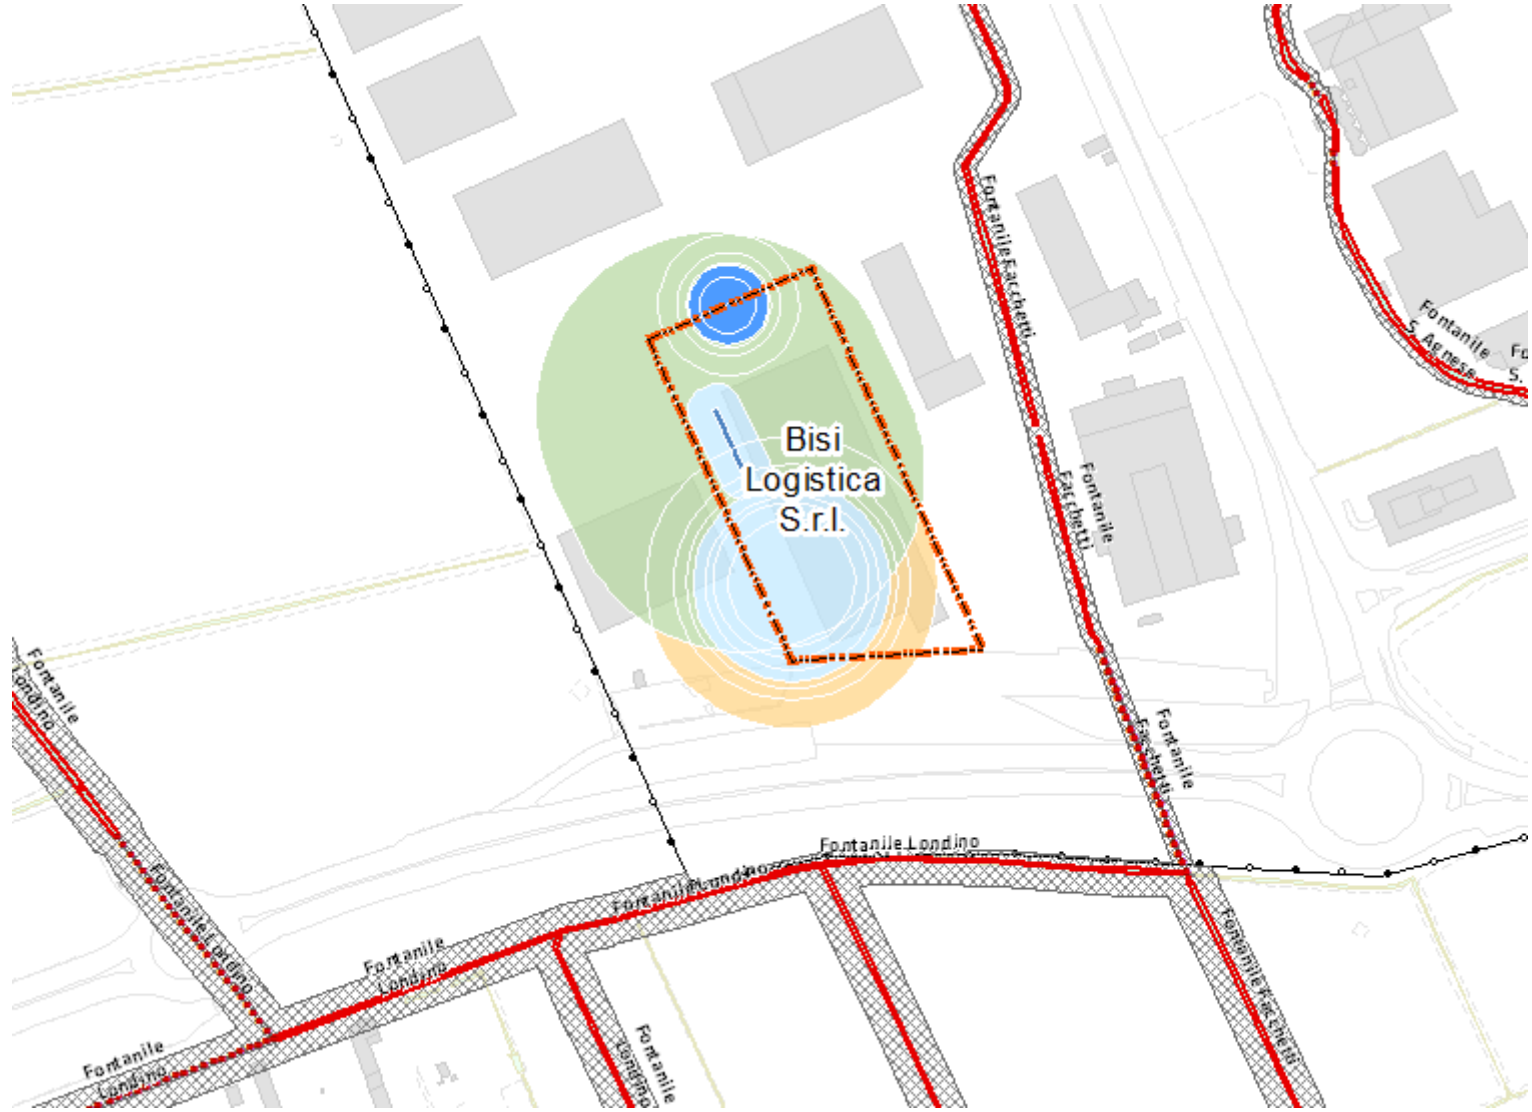 Fontanile Facchetti
Fontanile
S. Agnese
Fo
S.
Bisi
Logistica
S.r.l.
Fontanile
Facchetti
Fontanile
Londino
Fontanile
Facchetti
Fontanile Londino
Fontanile Londino
Fontanile Londino
Fontanile
Londino
Fontanile Facchetti
Fontanile
Londino
Fontanile
Londino